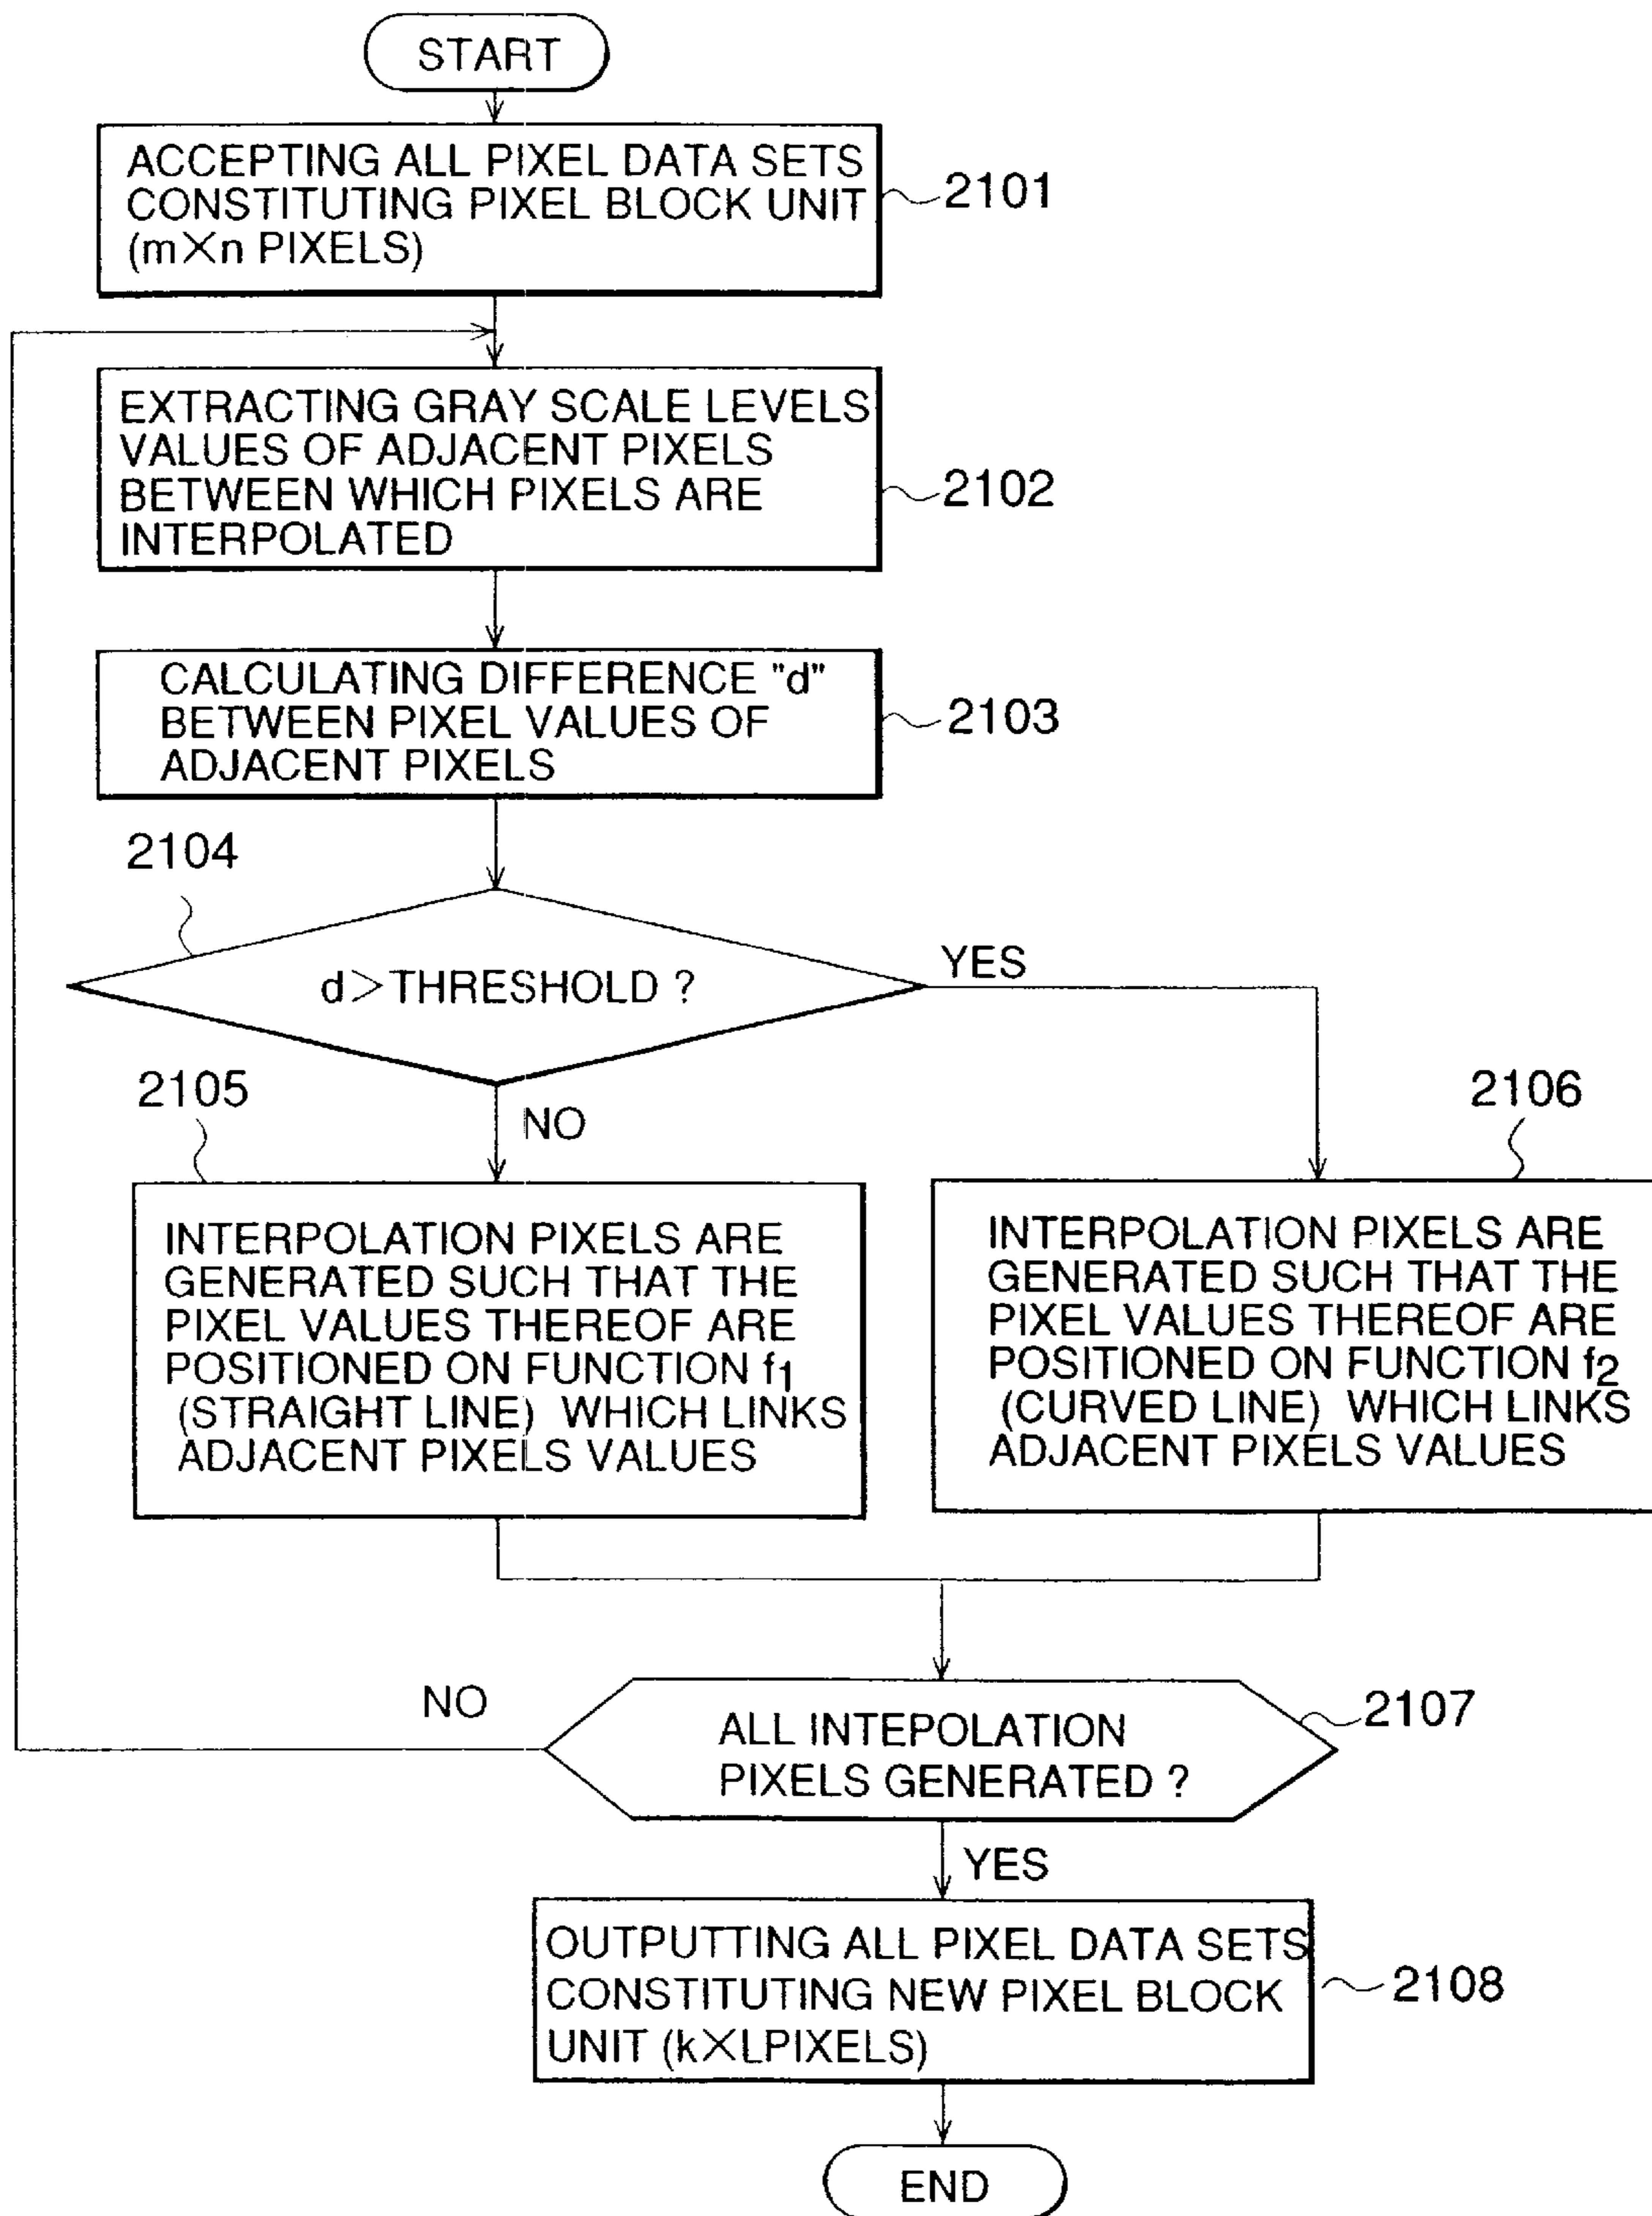 START
ACCEPTING ALL PIXEL DATA SETS
CONSTITUTING PIXEL BLOCK UNIT
(m×n PIXELS)
2101
EXTRACTING GRAY SCALE LEVELS
VALUES OF ADJACENT PIXELS
BETWEEN WHICH PIXELS ARE
INTERPOLATED
2102
CALCULATING DIFFERENCE "d"
BETWEEN PIXEL VALUES OF
ADJACENT PIXELS
2103
2104
d>THRESHOLD ?
YES
NO
2105
INTERPOLATION PIXELS ARE
GENERATED SUCH THAT THE
PIXEL VALUES THEREOF ARE
POSITIONED ON FUNCTION f1
(STRAIGHT LINE) WHICH LINKS
ADJACENT PIXELS VALUES
2106
INTERPOLATION PIXELS ARE
GENERATED SUCH THAT THE
PIXEL VALUES THEREOF ARE
POSITIONED ON FUNCTION f2
(CURVED LINE) WHICH LINKS
ADJACENT PIXELS VALUES
NO
ALL INTEPOLATION
PIXELS GENERATED ?
2107
YES
OUTPUTTING ALL PIXEL DATA SETS
CONSTITUTING NEW PIXEL BLOCK
UNIT (k×LPIXELS)
2108
END